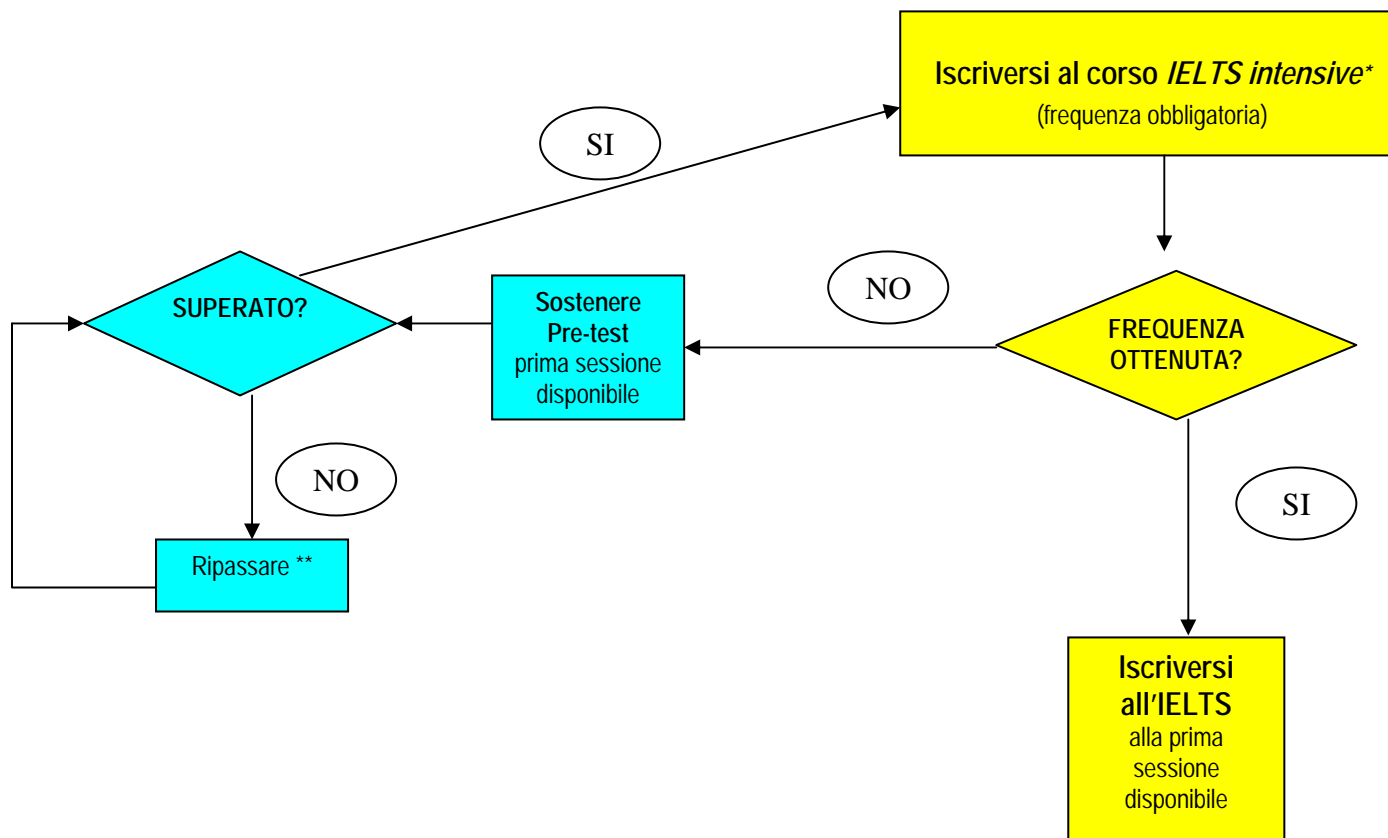 Iscriversi al corso IELTS intensive*
(frequenza obbligatoria)
SI
SUPERATO?
Sostenere
Pre-test
prima sessione
disponibile
NO
FREQUENZA
OTTENUTA?
NO
SI
Ripassare **
Iscriversi
all'IELTS
alla prima
sessione
disponibile